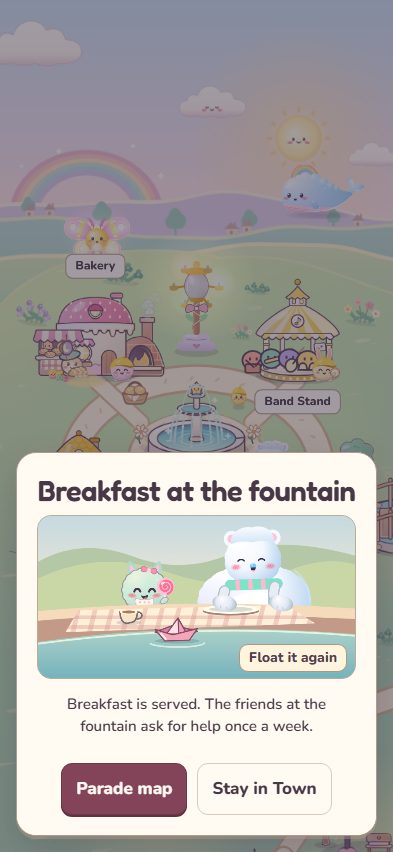 Bakery
Band Stand
Breakfast at the fountain
Float it again
Breakfast is served. The friends at the
fountain ask for help once a week.
Parade map
Stay in Town